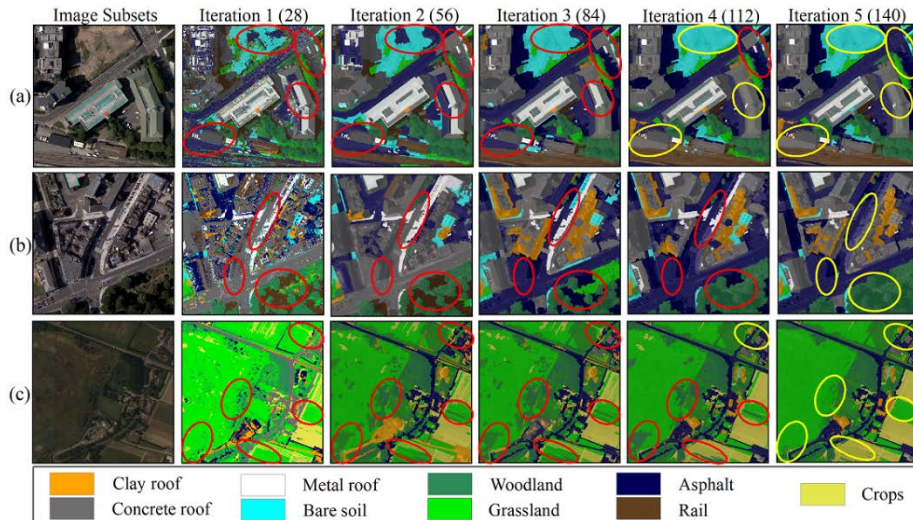 Image Subsets Iteration 1 (28) Iteration 2 (56) Iteration 3 (84) Iteration 4 (112) Iteration 5 (140)
(a)
(b)
(c)
Clay roof Metal roof Woodland Asphalt Crops
Concrete roof Bare soil Grassland Rail